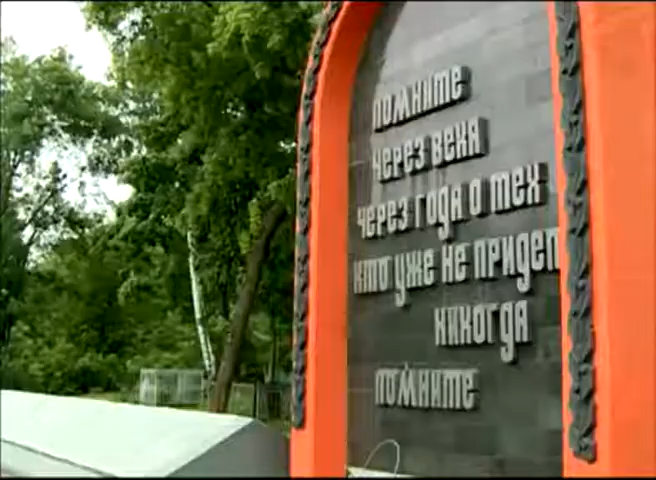 помните
через века
через года о тех
кто уже не придет
никогда
помните